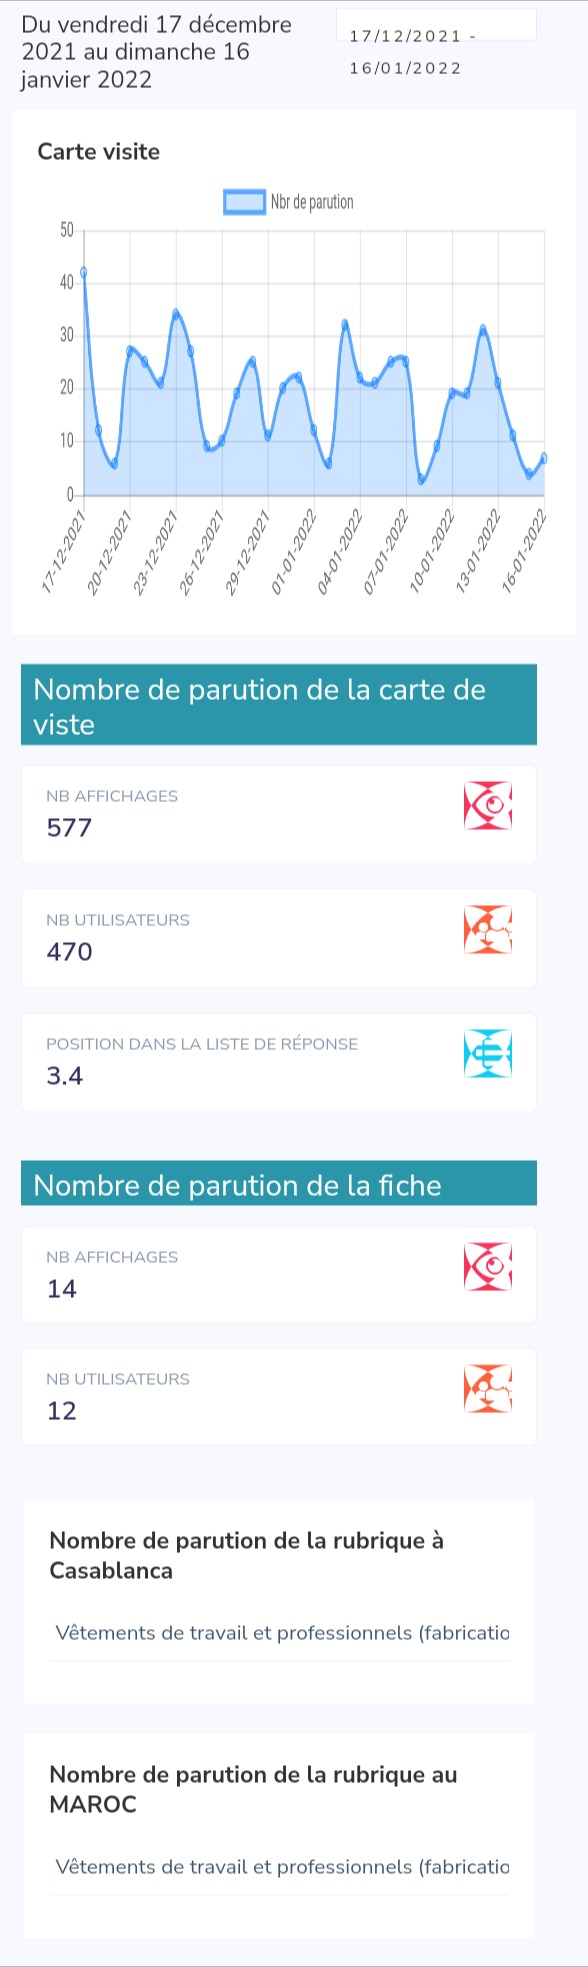 Du vendredi 17 décembre
2021 au dimanche 16
janvier 2022
17/12/2021 -
16/01/2022
Carte visite
Nbr de parution
50
40
30
20
10
0
17-12-2021
20-12-2021
23-12-2021
26-12-2021
29-12-2021
01-01-2022
04-01-2022
07-01-2022
10-01-2022
13-01-2022
16-01-2022
Nombre de parution de la carte de
viste
NB AFFICHAGES
577
NB UTILISATEURS
470
POSITION DANS LA LISTE DE RÉPONSE
3.4
Nombre de parution de la fiche
NB AFFICHAGES
14
NB UTILISATEURS
12
Nombre de parution de la rubrique à
Casablanca
Vêtements de travail et professionnels (fabricatio
Nombre de parution de la rubrique au
MAROC
Vêtements de travail et professionnels (fabricatio